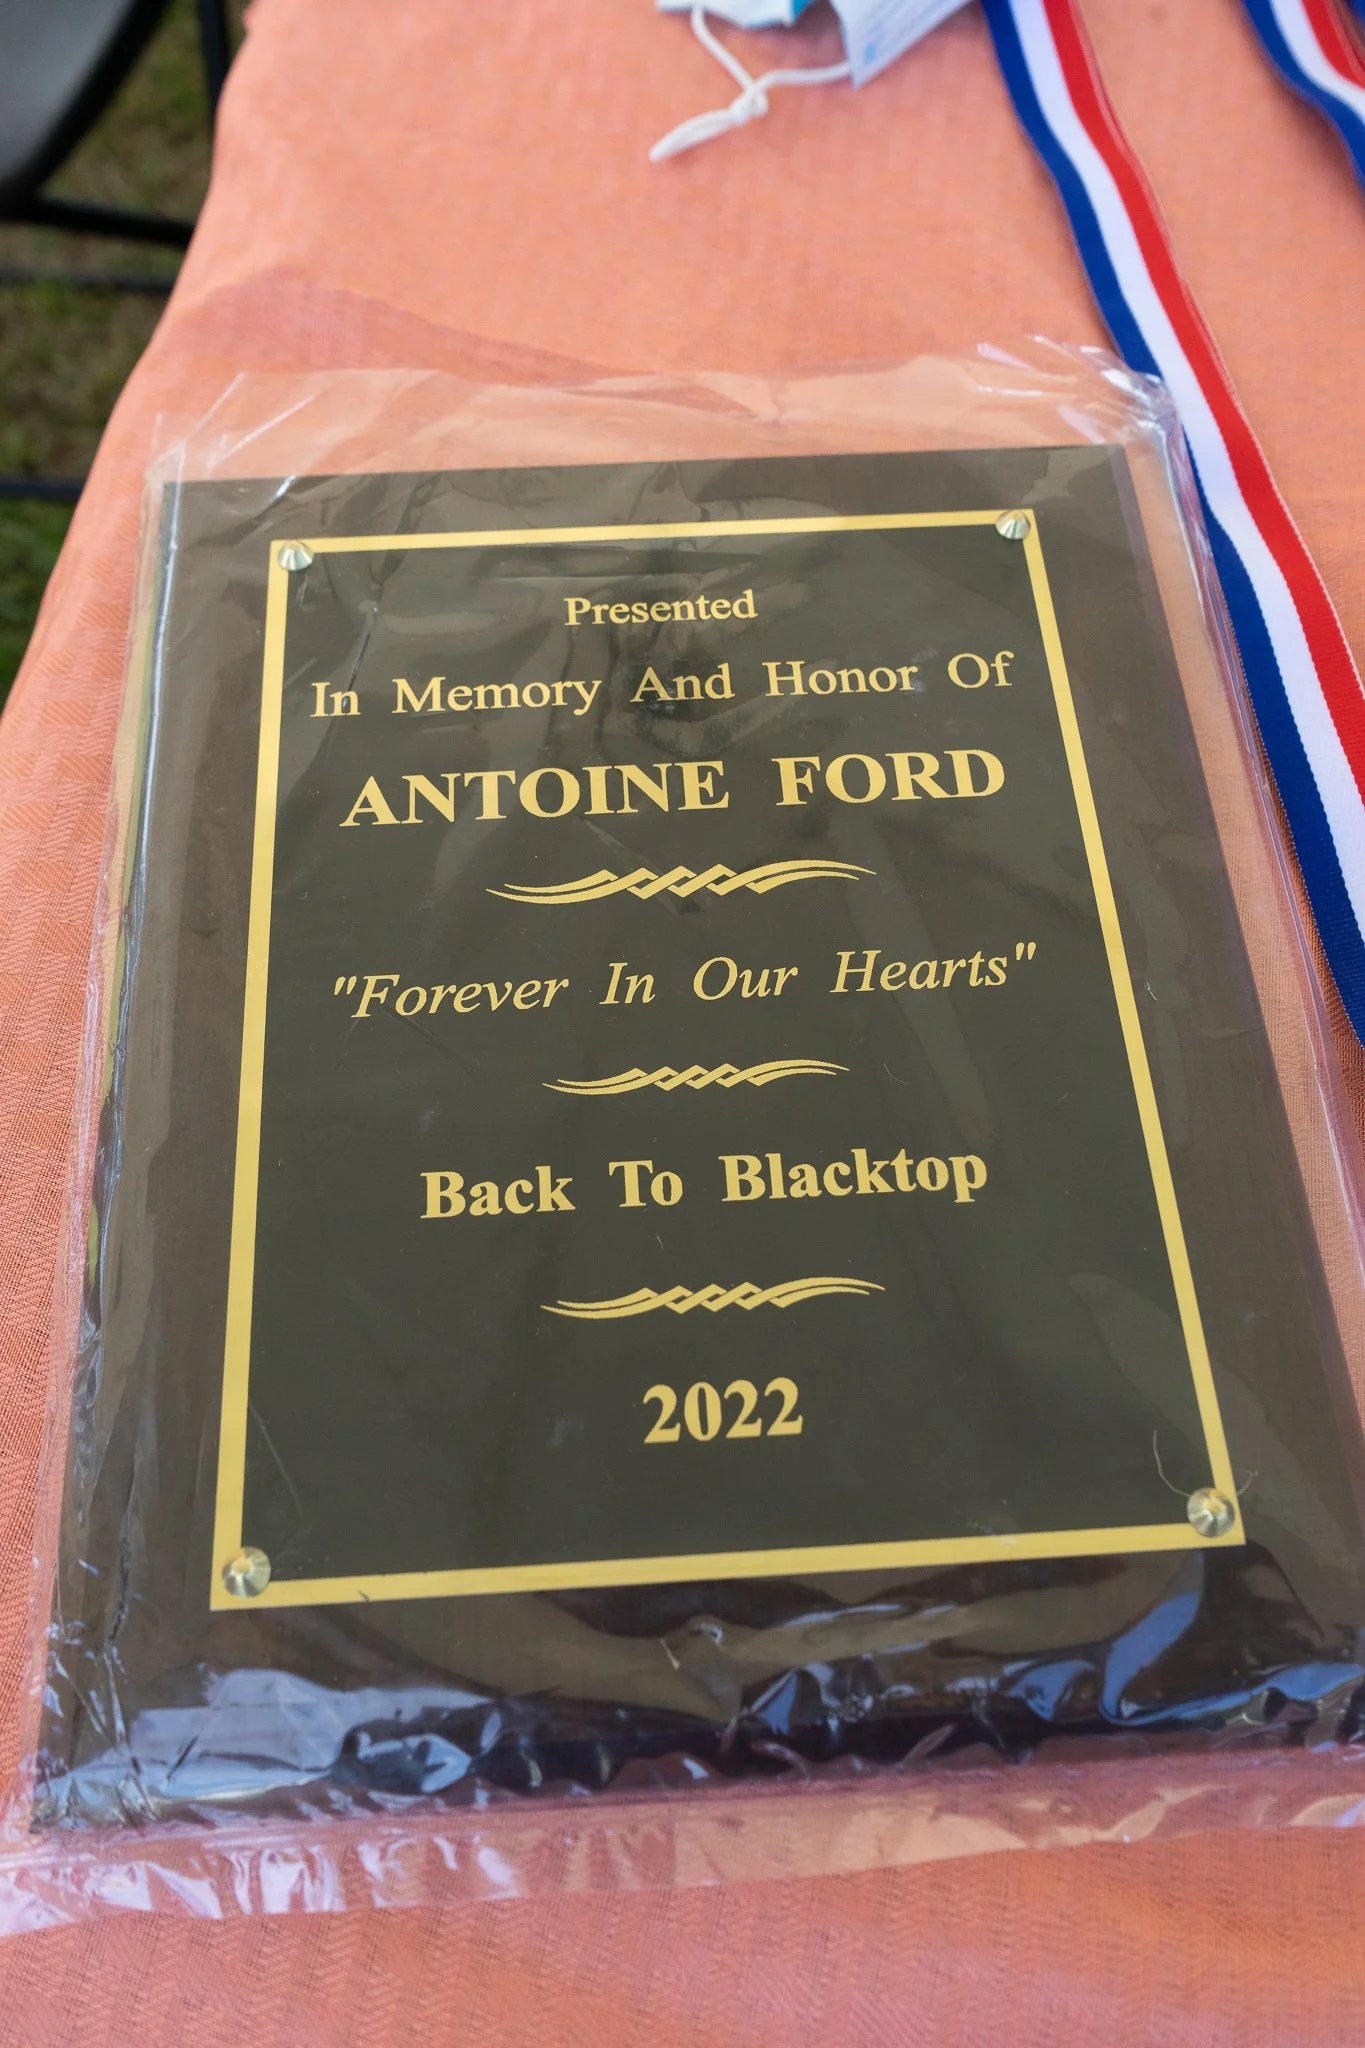 Presented
In Memory And Honor Of
ANTOINE FORD
"Forever In Our Hearts"
Back To Blacktop
2022